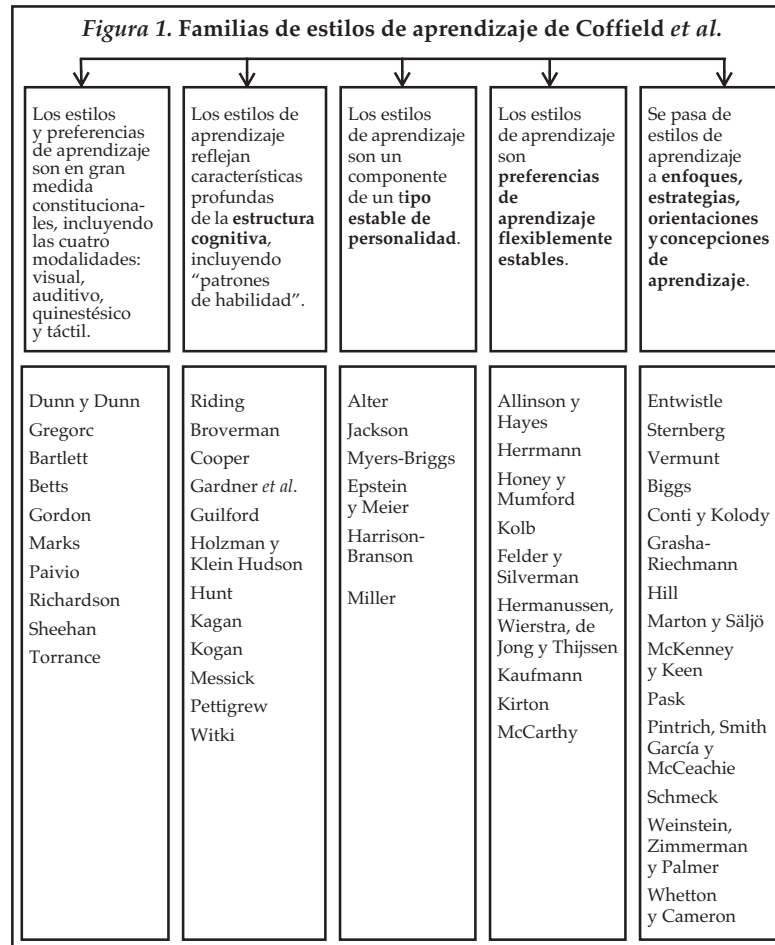 Figura 1. Familias de estilos de aprendizaje de Coffield et al.
Los estilos
y preferencias
de aprendizaje
son en gran
medida
constituciona-
les, incluyendo
las cuatro
modalidades:
visual,
auditivo,
quinestésico
y táctil.
Los estilos de
aprendizaje
reflejan
características
profundas
de la estructura
cognitiva,
incluyendo
“patrones
de habilidad”.
Los estilos
de aprendizaje
son un
componente
de un tipo
estable de
personalidad.
Los estilos
de aprendizaje
son
preferencias
de
aprendizaje
flexiblemente
estables.
Se pasa de
estilos de
aprendizaje
a enfoques,
estrategias,
orientaciones
y concepciones
de
aprendizaje.
Dunn y Dunn
Gregorc
Bartlett
Betts
Gordon
Marks
Paivio
Richardson
Sheehan
Torrance
Riding
Broverman
Cooper
Gardner et al.
Guilford
Holzman y
Klein Hudson
Hunt
Kagan
Kogan
Messick
Pettigrew
Witki
Alter
Jackson
Myers-Briggs
Epstein
y Meier
Harrison-
Branson
Miller
Allinson y
Hayes
Herrmann
Honey y
Mumford
Kolb
Felder y
Silverman
Hermanussen,
Wierstra, de
Jong y Thijssen
Kaufmann
Kirton
McCarthy
Entwistle
Sternberg
Vermunt
Biggs
Conti y Kolody
Grasha-
Riechmann
Hill
Marton y Säljö
McKenney
y Keen
Pask
Pintrich, Smith
García y
McCeachie
Schmeck
Weinstein,
Zimmerman
y Palmer
Whetton
y Cameron